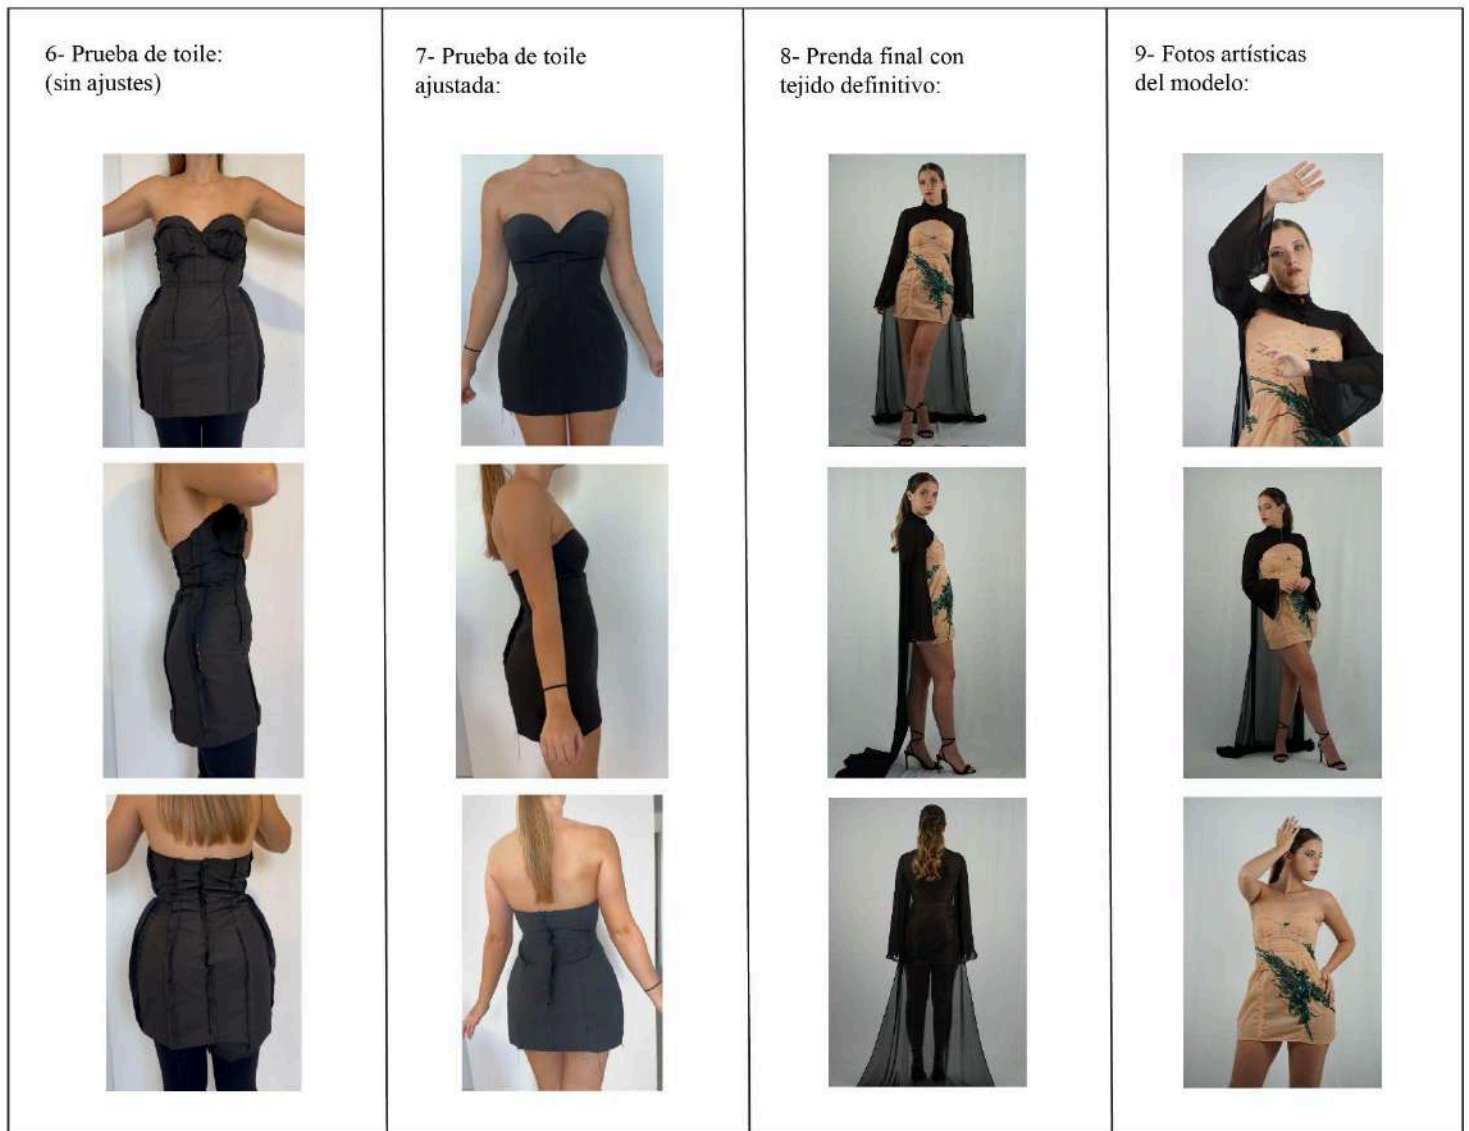 6- Prueba de toile:
(sin ajustes)
7- Prueba de toile
ajustada:
8- Prenda final con
tejido definitivo:
9- Fotos artísticas
del modelo: